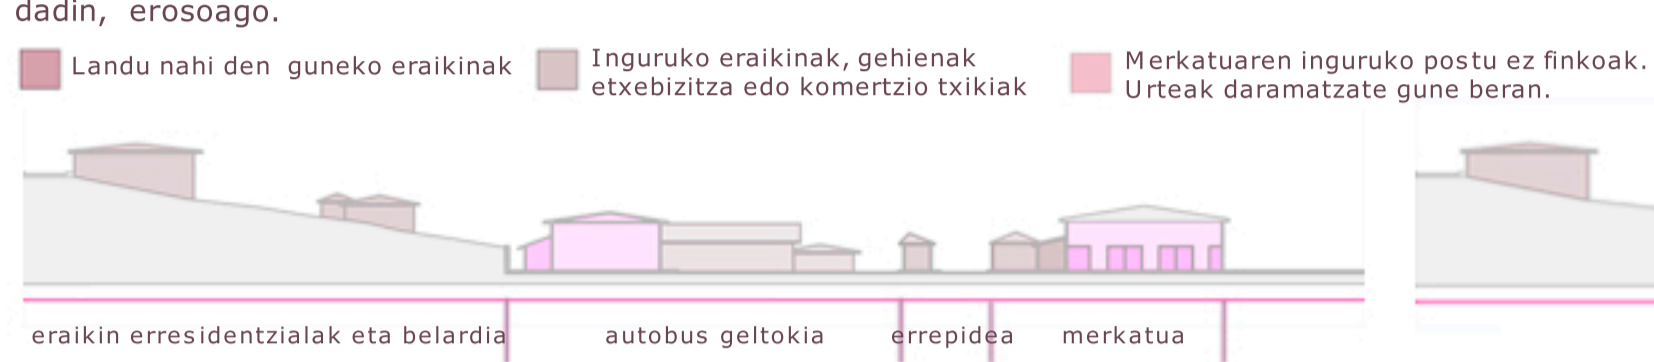 dadin, erosoago.
Landu nahi den guneko eraikinak
Inguruko eraikinak, gehienak
etxebizitza edo komertzio txikiak
Merkatuaren inguruko postu ez finkoak.
Urteak daramatzate gune beran.
eraikin erresidentzialak eta belardia
autobus geltokia
errepidea
merkatua